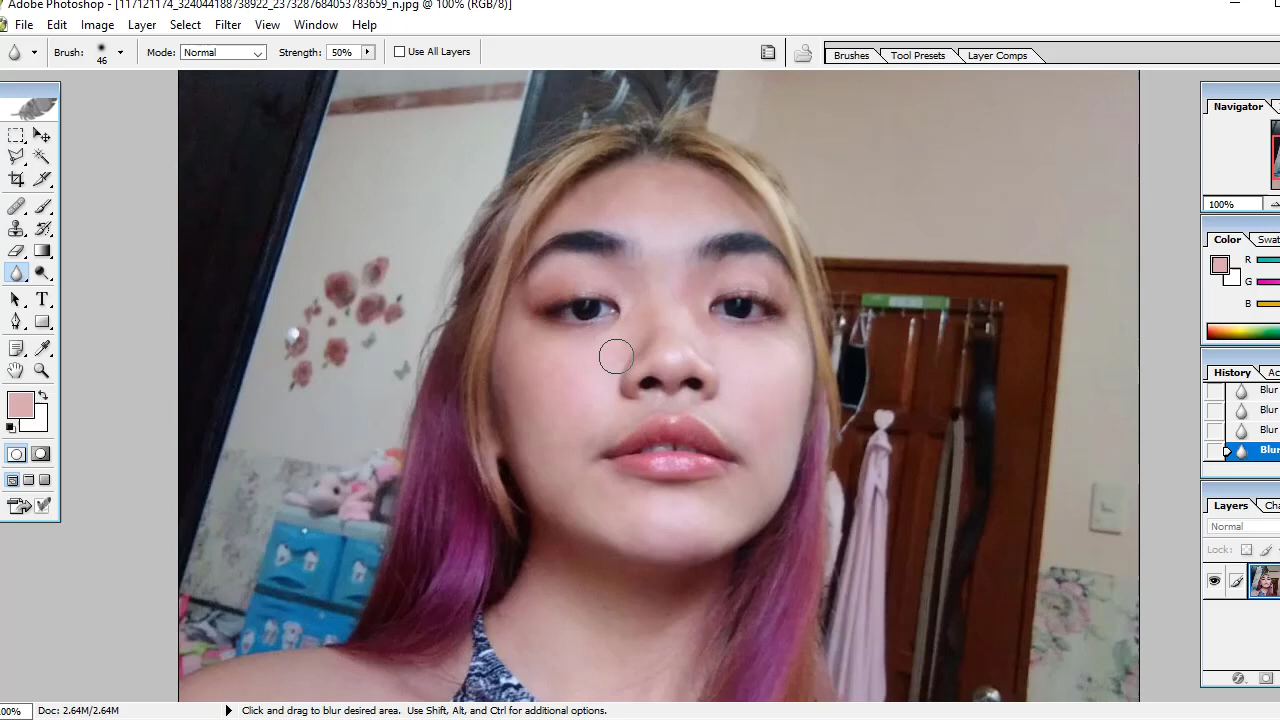 Adobe Photoshop - [117121174_324044188738922_2373287684053783659_n.jpg @ 100% (RGB/8)]
File Edit Image Layer Select Filter View Window Help
Brush: 46 Mode: Normal Strength: 50% Use All Layers Brushes Tool Presets Layer Comps
Navigator
100%
Color Swat
R
G
B
History Ac
Blur
Blur
Blur
Blur
Layers Cha
Normal
Lock:
T
100% Doc: 2.64M/2.64M Click and drag to blur desired area. Use Shift, Alt, and Ctrl for additional options.